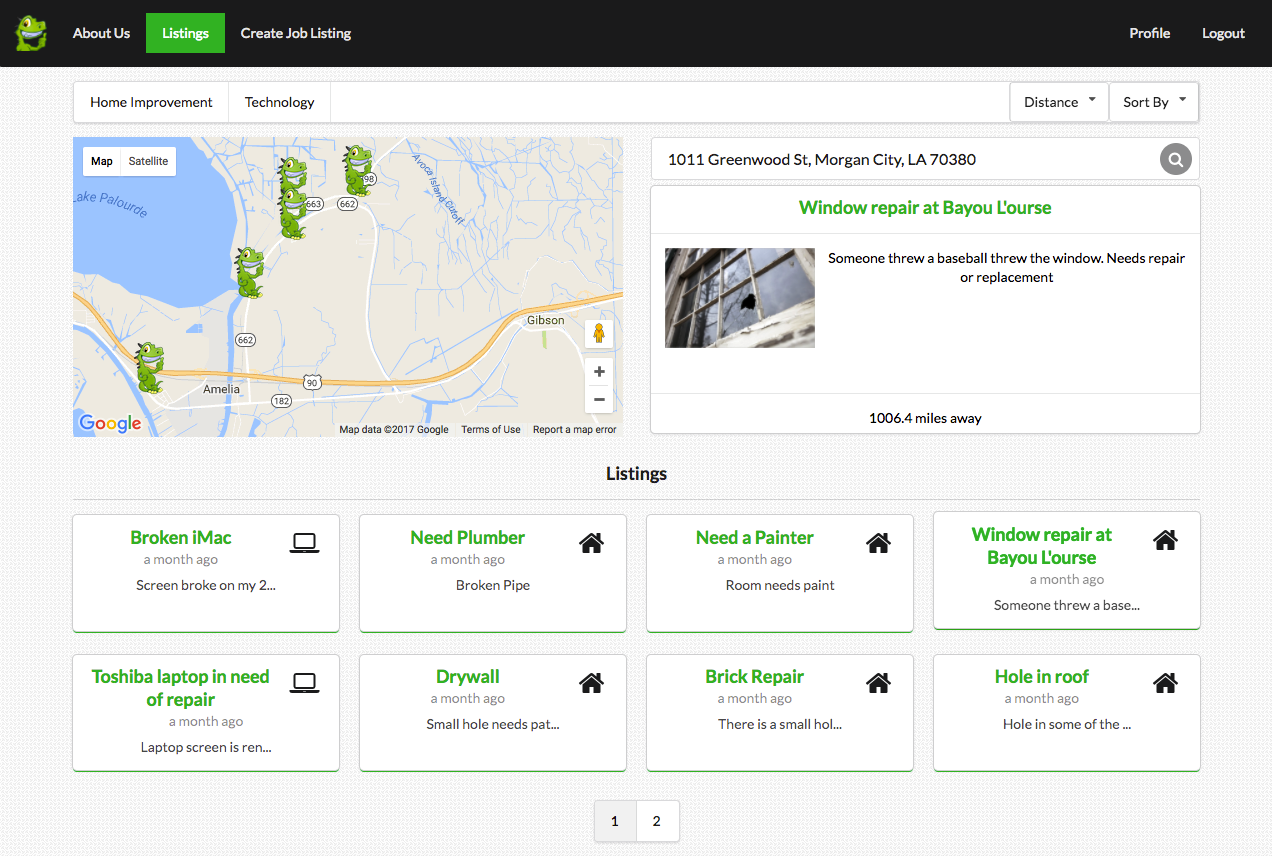 About Us
Listings
Create Job Listing
Profile
Logout
Home Improvement
Technology
Distance
Sort By
Map
Satellite
Lake Palourde
Avoca Island Cutoff
98
663
662
662
Gibson
90
Amelia
182
Google
Map data ©2017 Google
Terms of Use
Report a map error
1011 Greenwood St, Morgan City, LA 70380
Window repair at Bayou L'ourse
Someone threw a baseball threw the window. Needs repair
or replacement
1006.4 miles away
Listings
Broken iMac
a month ago
Screen broke on my 2...
Need Plumber
a month ago
Broken Pipe
Need a Painter
a month ago
Room needs paint
Window repair at
Bayou L'ourse
a month ago
Someone threw a base...
Toshiba laptop in need
of repair
a month ago
Laptop screen is ren...
Drywall
a month ago
Small hole needs pat...
Brick Repair
a month ago
There is a small hol...
Hole in roof
a month ago
Hole in some of the ...
1
2